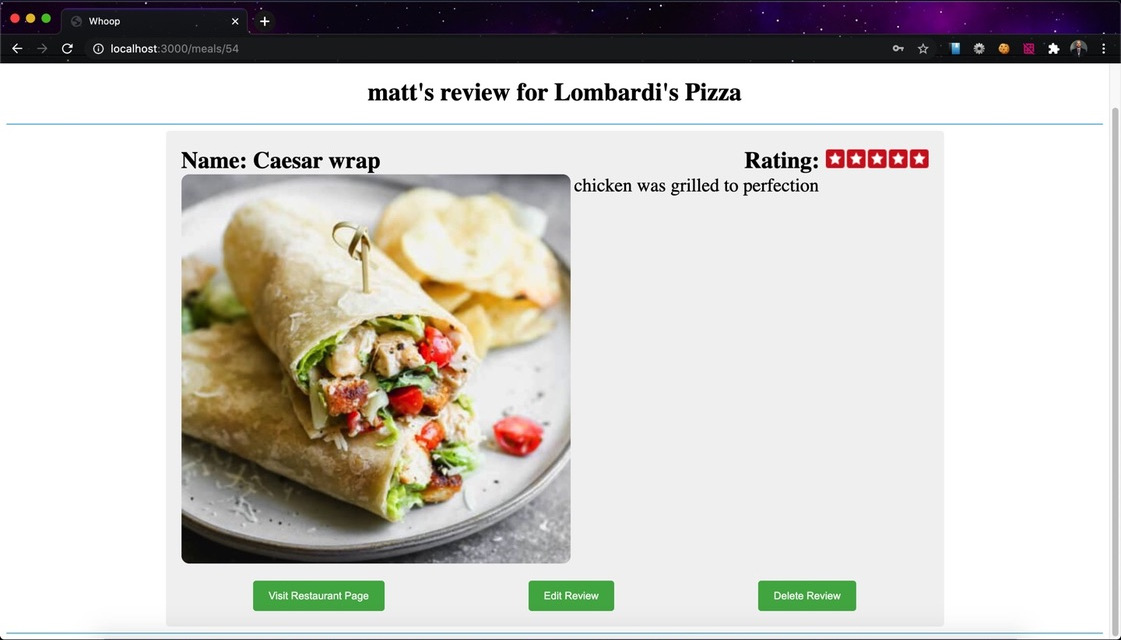 Whoop
localhost:3000/meals/54
matt's review for Lombardi's Pizza
Name: Caesar wrap
Rating:
chicken was grilled to perfection
Visit Restaurant Page
Edit Review
Delete Review